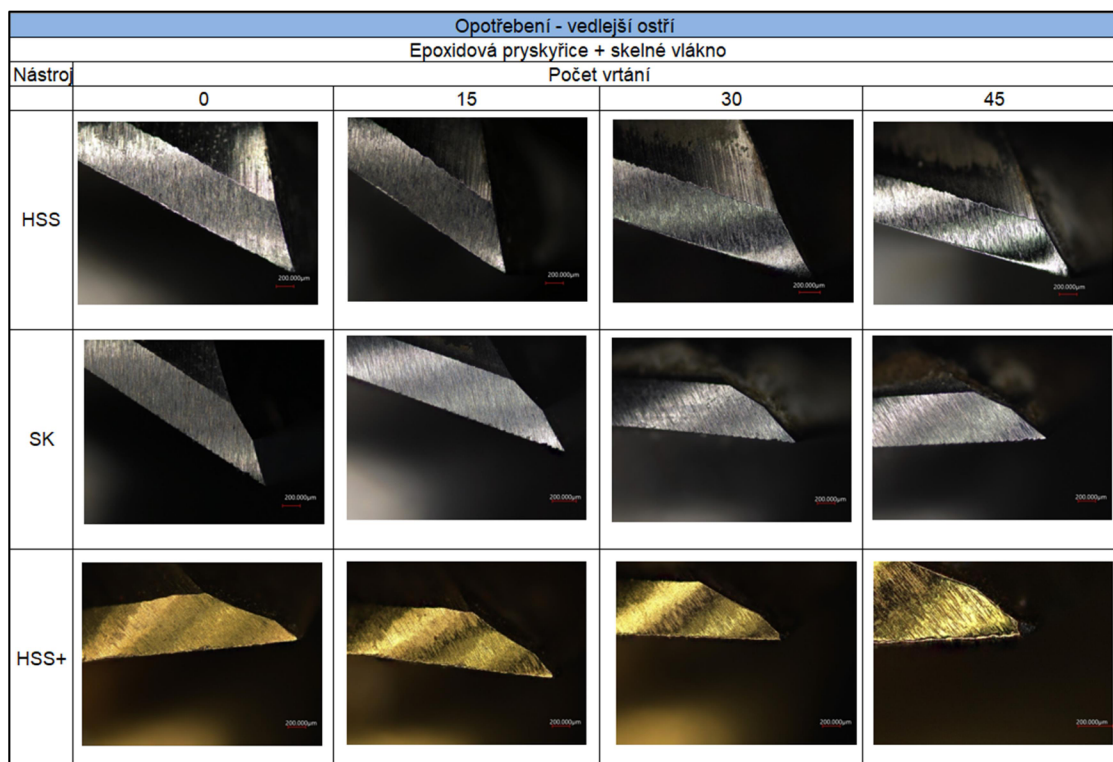 Opotřebení - vedlejší ostří
Epoxidová pryskyřice + skelné vlákno
Nástroj Počet vrtání
0 15 30 45
HSS
200.000µm 200.000µm 200.000µm 200.000µm
SK
200.000µm 200.000µm 200.000µm 200.000µm
HSS+
200.000µm 200.000µm 200.000µm 200.000µm